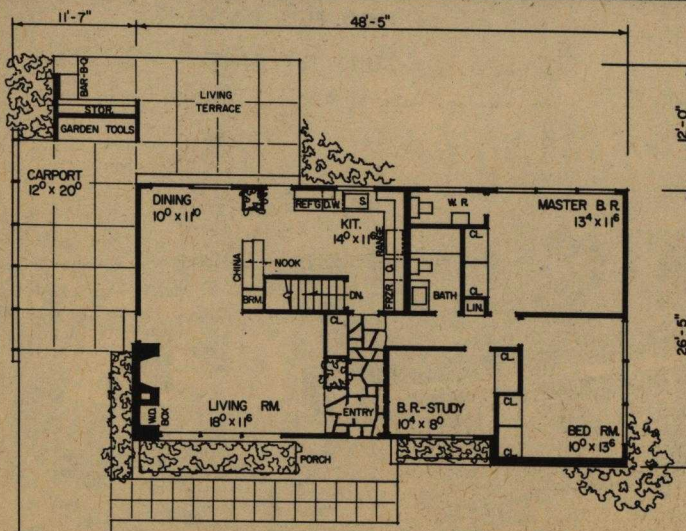 11'-7"
48'-5"
BAR-B-Q
LIVING
TERRACE
STOR.
GARDEN TOOLS
12'-0"
CARPORT
12⁰ x 20⁰
DINING
10⁰ x 11⁰
REF'G
D.W.
S.
KIT.
14⁰ x 11⁶
RANGE
W. R.
MASTER B. R.
13⁴ x 11⁶
CL.
CHINA
NOOK
BRM.
DN.
FRZR
O.
BATH
CL.
LIN.
26'-5"
CL.
LIVING RM.
18⁰ x 11⁶
W.D.
BOX
ENTRY
B. R.-STUDY
10⁴ x 8⁰
CL.
CL.
CL.
BED RM.
10⁰ x 13⁶
PORCH